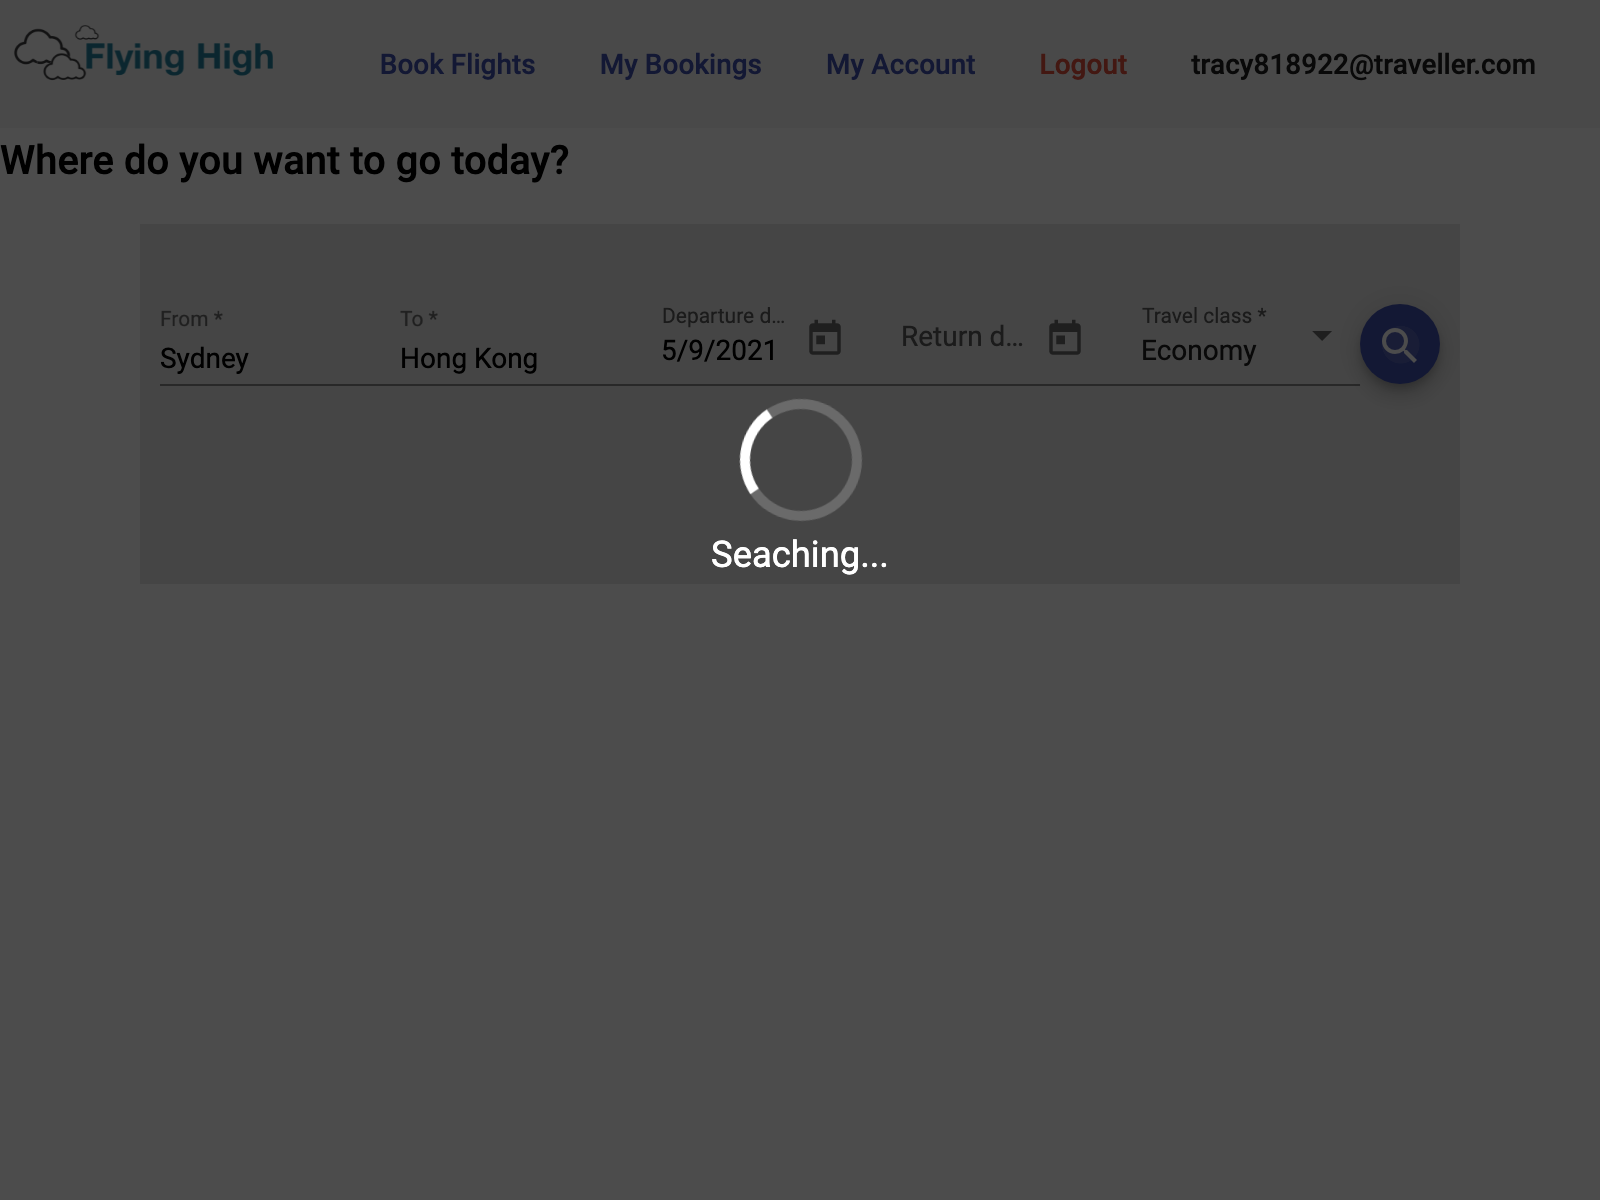 Flying High
Book Flights
My Bookings
My Account
Logout
tracy818922@traveller.com
Where do you want to go today?
From *
Sydney
To *
Hong Kong
Departure d...
5/9/2021
Return d...
Travel class *
Economy
Seaching...